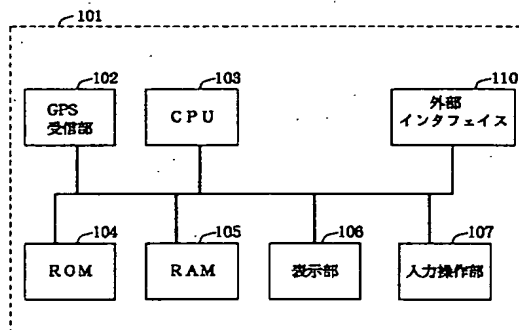 101
102
103
110
GPS
受信部
CPU
外部
インタフェイス
104
105
106
107
ROM
RAM
表示部
入力操作部